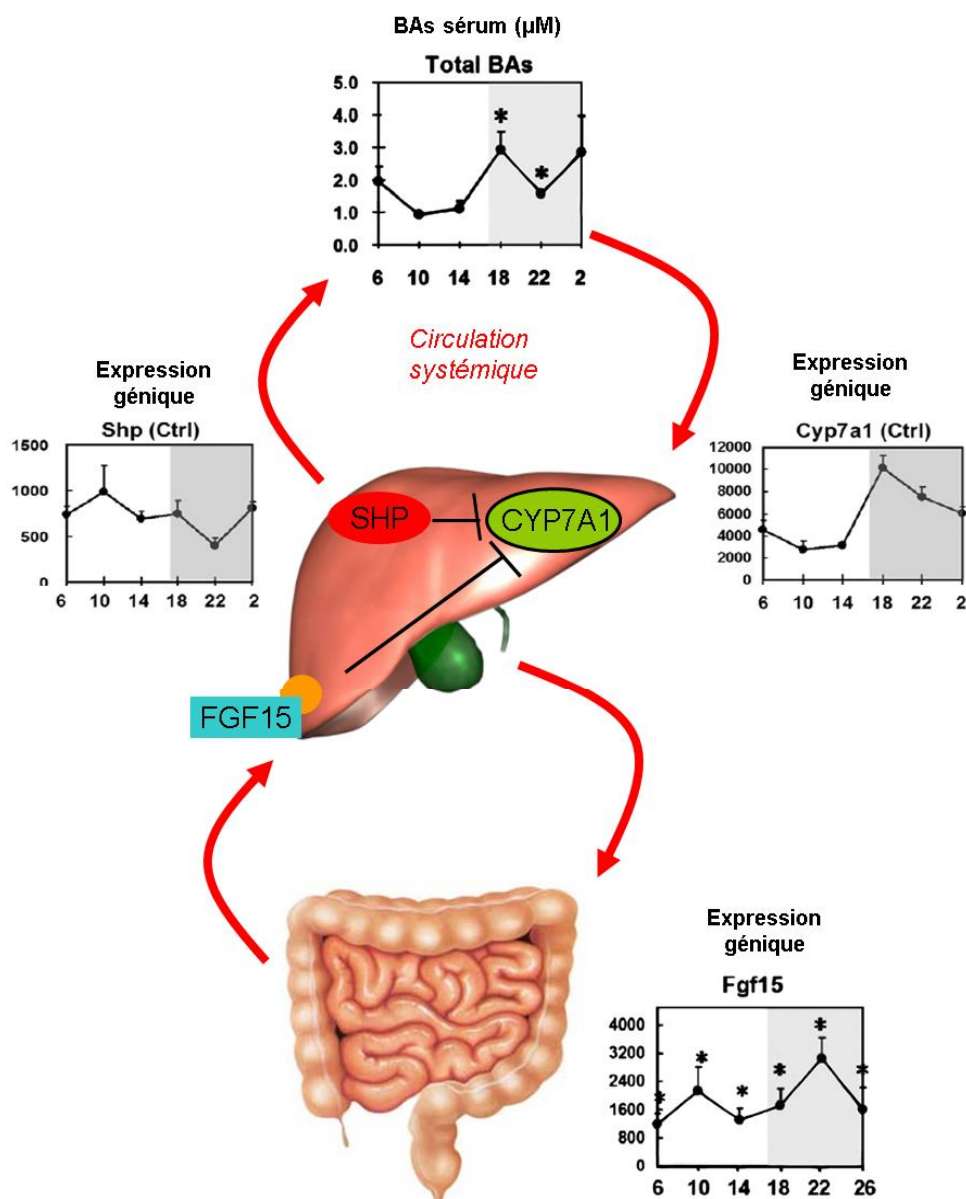 BAs sérum (µM)
Total BAs
5.0
4.0
3.0
2.0
1.0
0.0
*
*
6 10 14 18 22 2
Circulation
systémique
Expression
génique
Shp (Ctrl)
1500
1000
500
0
6 10 14 18 22 2
Expression
génique
Cyp7a1 (Ctrl)
12000
10000
8000
6000
4000
2000
0
6 10 14 18 22 2
SHP
CYP7A1
FGF15
Expression
génique
Fgf15
4000
3200
2400
1600
800
0
* * * * * *
6 10 14 18 22 26